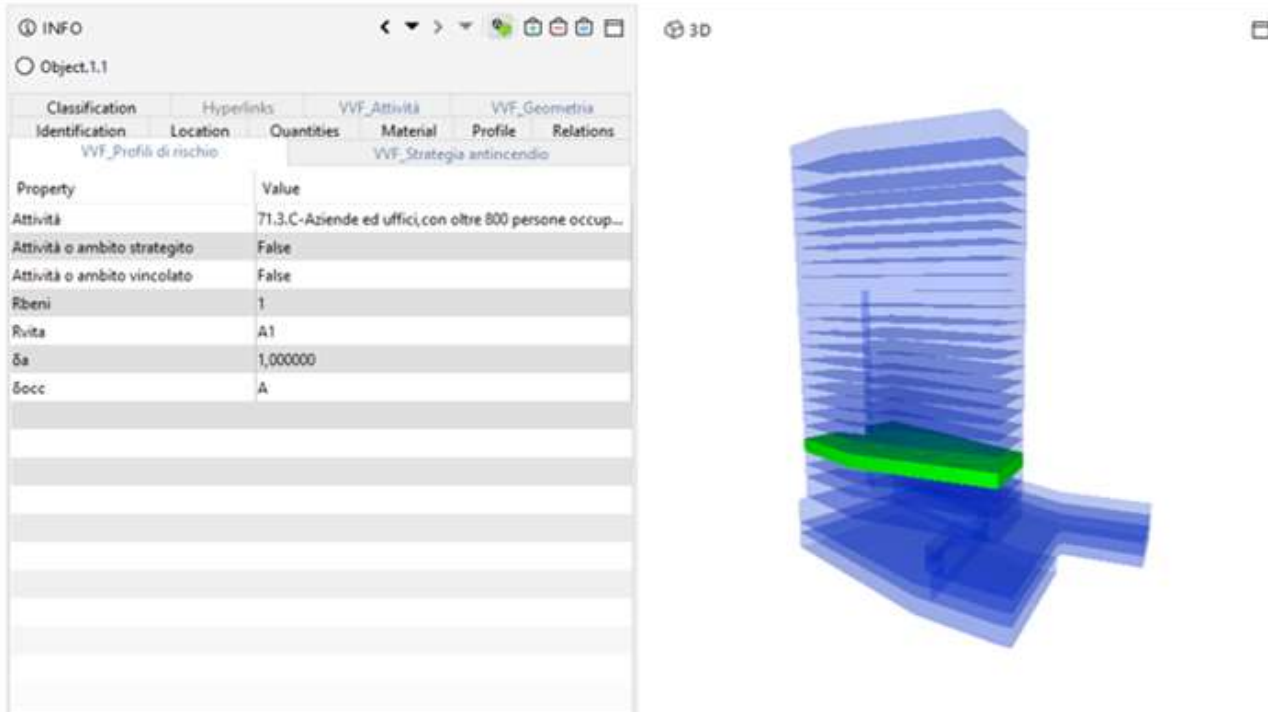 INFO
3D
Object.1.1
Classification Hyperlinks VVF_Attività VVF_Geometria
Identification Location Quantities Material Profile Relations
VVF_Profili di rischio VVF_Strategia antincendio
Property Value
Attività 71.3.C-Aziende ed uffici,con oltre 800 persone occup...
Attività o ambito strategito False
Attività o ambito vincolato False
Rbeni 1
Rvita A1
δa 1,000000
δocc A